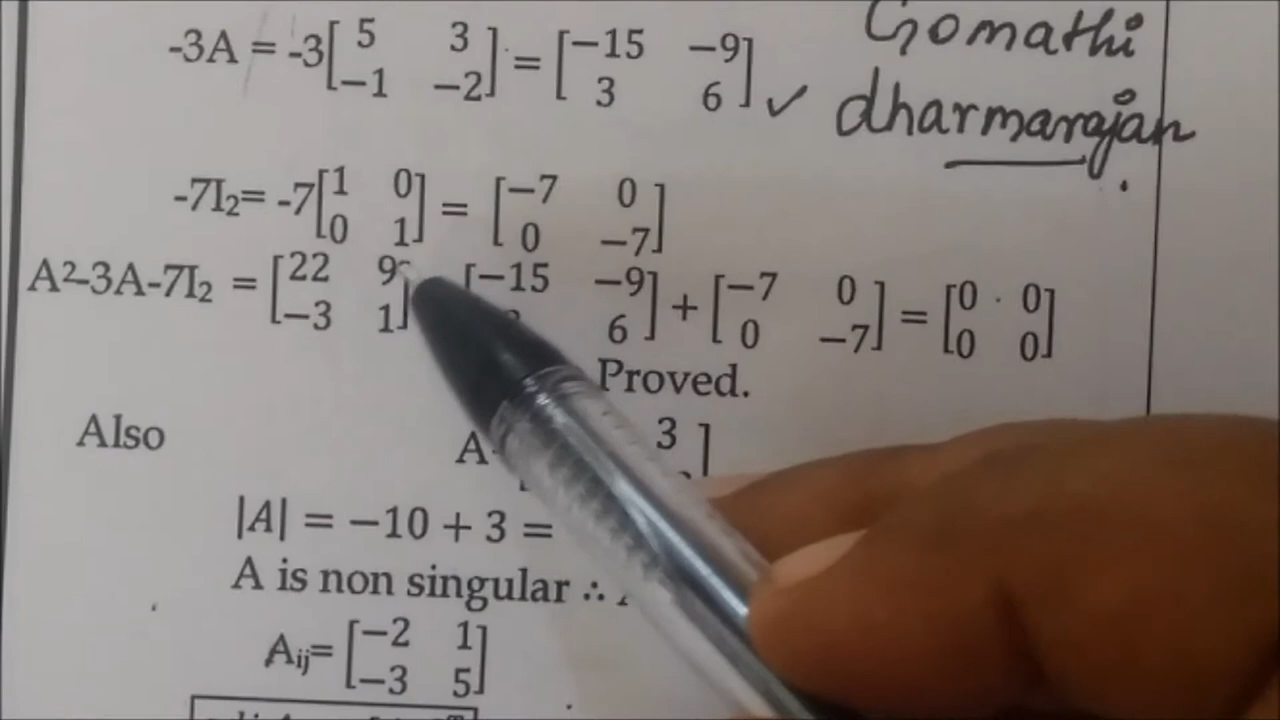 -3A = -3[5 3 −1 −2] = [−15 −9 3 6] ✓
Gomathi
dharmarajan
-7I₂= -7[1 0 0 1] = [−7 0 0 −7]
A²-3A-7I₂ = [22 9 −3 1] [−15 −9 6] + [−7 0 0 −7] = [0 0 0 0]
Proved.
Also A 3
|A| = −10 + 3 =
A is non singular ∴
Aᵢⱼ= [−2 1 −3 5]